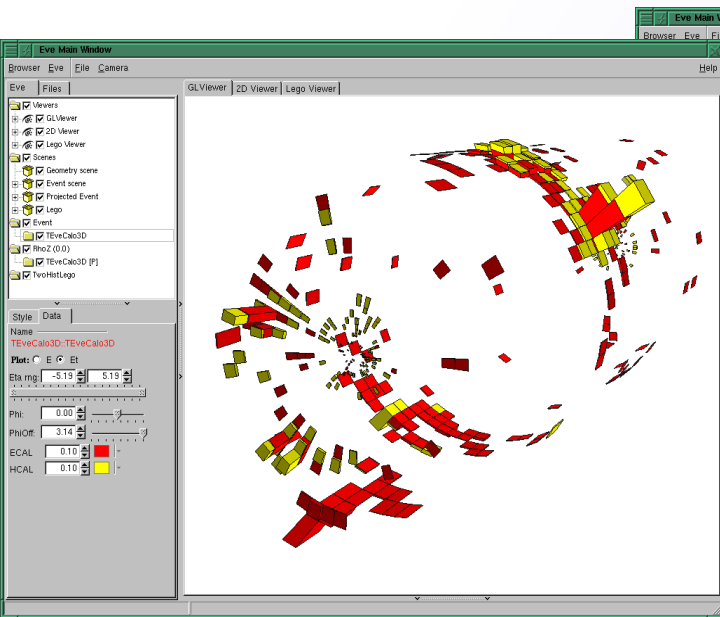 Eve Main W
Browser Eve Fi
Eve Main Window
Browser Eve File Camera Help
Eve Files
GLViewer 2D Viewer Lego Viewer
Viewers
GLViewer
2D Viewer
Lego Viewer
Scenes
Geometry scene
Event scene
Projected Event
Lego
Event
TEveCalo3D
RhoZ (0.0)
TEveCalo3D [P]
TwoHistLego
Style Data
Name
TEveCalo3D::TEveCalo3D
Plot: E Et
Eta rng: -5.19 5.19
Phi: 0.00
PhiOff: 3.14
ECAL 0.10
HCAL 0.10